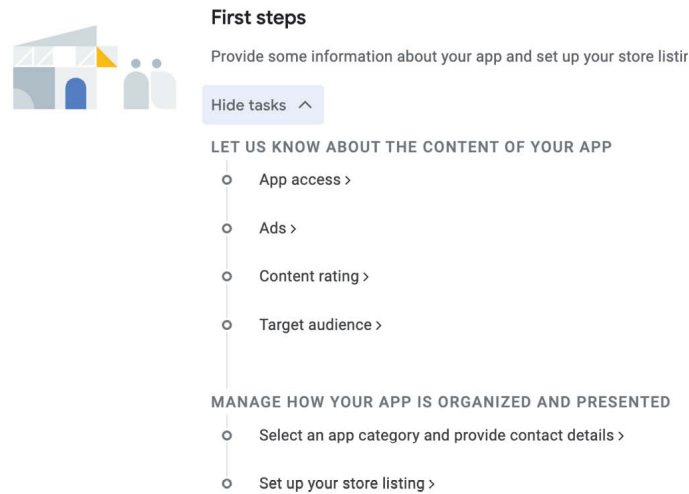 First steps
Provide some information about your app and set up your store
Hide tasks
LET US KNOW ABOUT THE CONTENT OF YOUR APP
App access >
Ads >
Content rating >
Target audience >
MANAGE HOW YOUR APP IS ORGANIZED AND PRESENTED
Select an app category and provide contact details >
Set up your store listing >